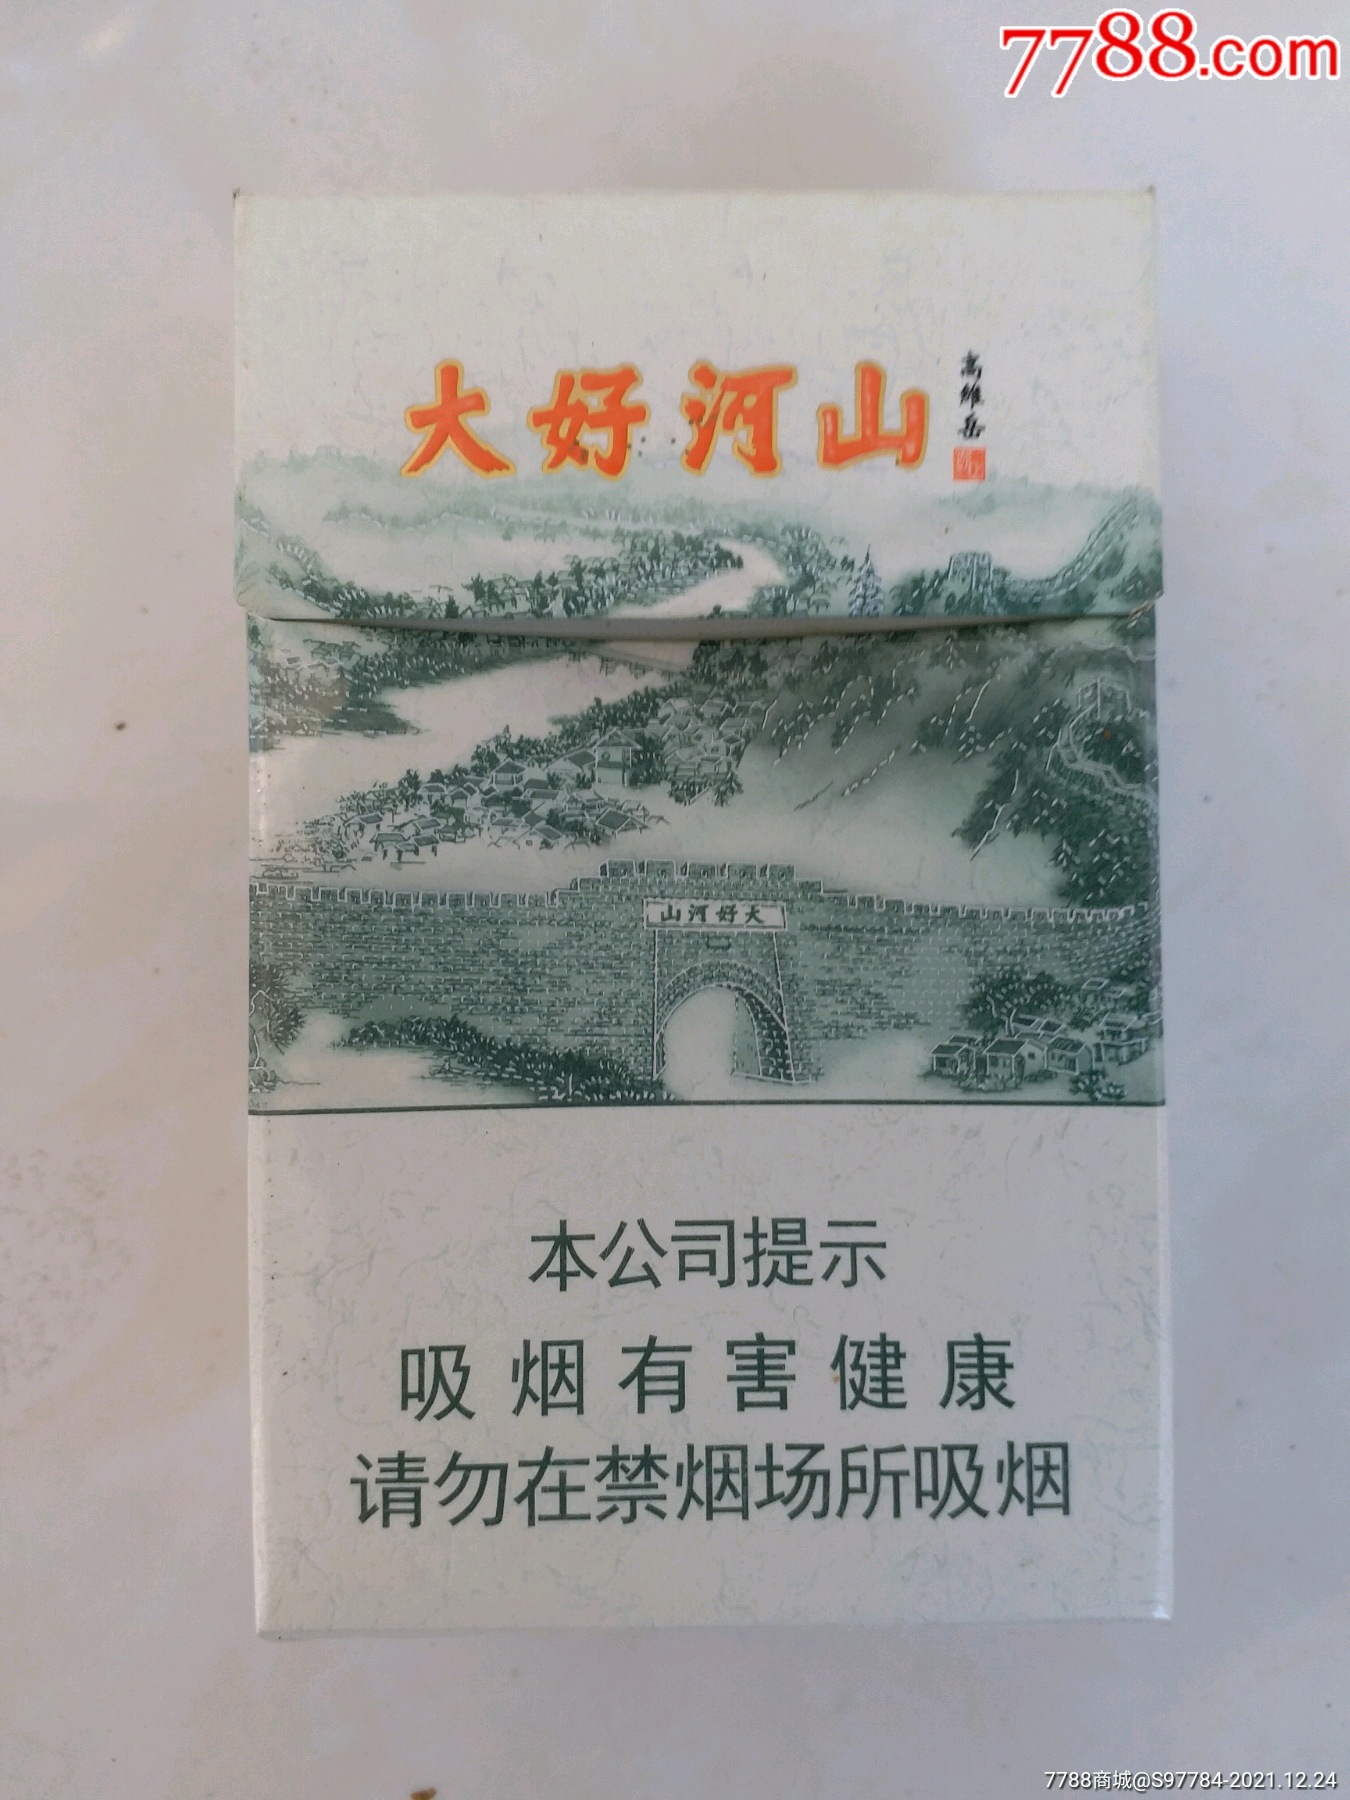 7788.com
大好河山
高維岳
山河好大
本公司提示
吸烟有害健康
请勿在禁烟场所吸烟
7788商城@S97784-2021.12.24